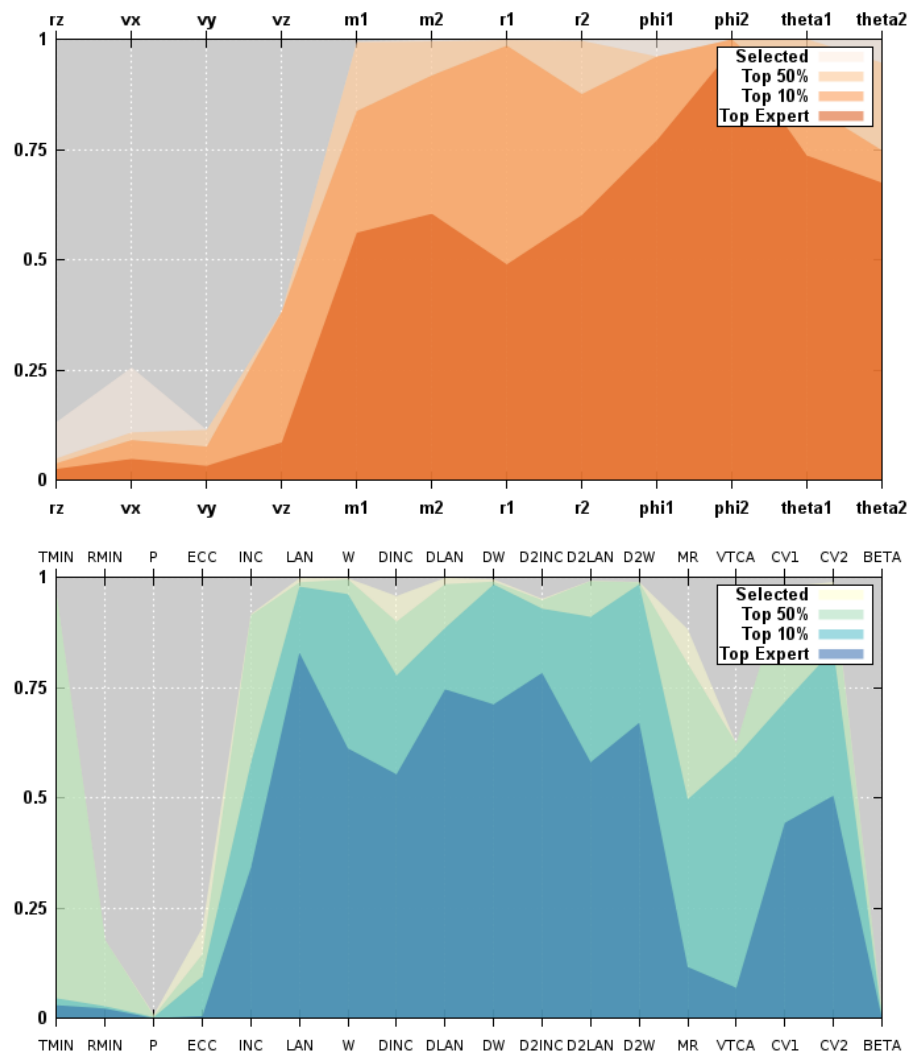 rz vx vy vz m1 m2 r1 r2 phi1 phi2 theta1 theta2
1
Selected
Top 50%
Top 10%
Top Expert
0.75
0.5
0.25
0
rz vx vy vz m1 m2 r1 r2 phi1 phi2 theta1 theta2
TMIN RMIN P ECC INC LAN W DINC DLAN DW D2INC D2LAN D2W MR VTCA CV1 CV2 BETA
1
Selected
Top 50%
Top 10%
Top Expert
0.75
0.5
0.25
0
TMIN RMIN P ECC INC LAN W DINC DLAN DW D2INC D2LAN D2W MR VTCA CV1 CV2 BETA